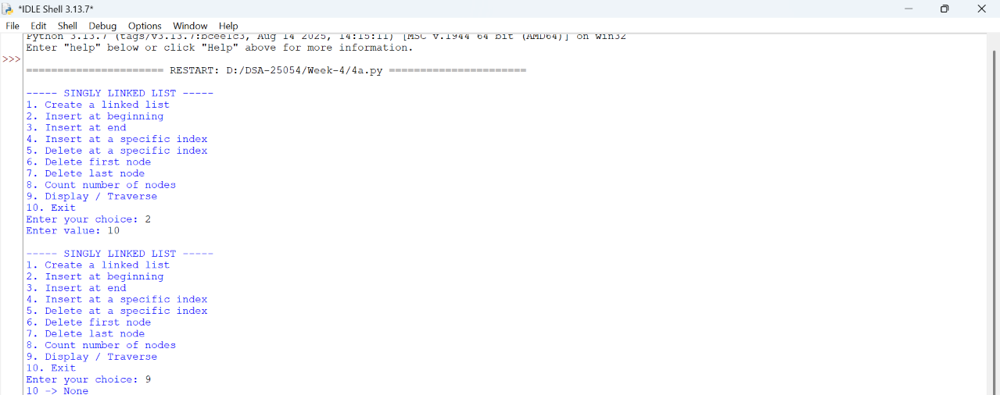 *IDLE Shell 3.13.7*
File Edit Shell Debug Options Window Help
Python 3.13.7 (tags/v3.13.7:bcee1c3, Aug 14 2025, 14:15:11) [MSC v.1944 64 bit (AMD64)] on win32
Enter "help" below or click "Help" above for more information.
>>>
====================== RESTART: D:/DSA-25054/Week-4/4a.py ======================
----- SINGLY LINKED LIST -----
1. Create a linked list
2. Insert at beginning
3. Insert at end
4. Insert at a specific index
5. Delete at a specific index
6. Delete first node
7. Delete last node
8. Count number of nodes
9. Display / Traverse
10. Exit
Enter your choice: 2
Enter value: 10
----- SINGLY LINKED LIST -----
1. Create a linked list
2. Insert at beginning
3. Insert at end
4. Insert at a specific index
5. Delete at a specific index
6. Delete first node
7. Delete last node
8. Count number of nodes
9. Display / Traverse
10. Exit
Enter your choice: 9
10 -> None